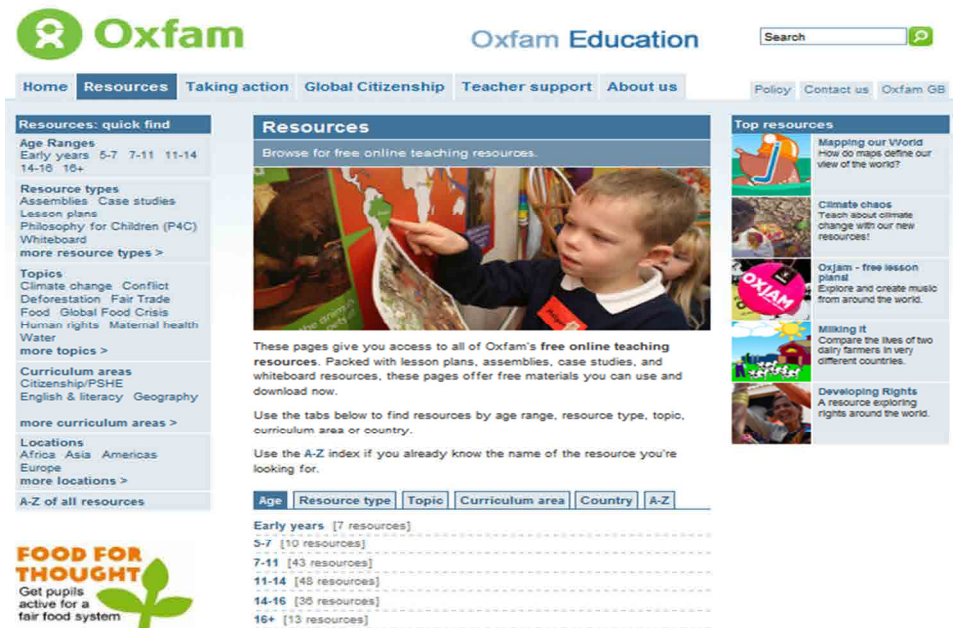 Oxfam
Oxfam Education
Search
Home Resources Taking action Global Citizenship Teacher support About us
Policy Contact us Oxfam GB
Resources: quick find
Age Ranges
Early years 5-7 7-11 11-14
14-16 16+
Resource types
Assemblies Case studies
Lesson plans
Philosophy for Children (P4C)
Whiteboard
more resource types >
Topics
Climate change Conflict
Deforestation Fair Trade
Food Global Food Crisis
Human rights Maternal health
Water
more topics >
Curriculum areas
Citizenship/PSHE
English & literacy Geography
more curriculum areas >
Locations
Africa Asia Americas
Europe
more locations >
A-Z of all resources
FOOD FOR
THOUGHT
Get pupils
active for a
fair food system
Resources
Browse for free online teaching resources.
These pages give you access to all of Oxfam's free online teaching
resources. Packed with lesson plans, assemblies, case studies, and
whiteboard resources, these pages offer free materials you can use and
download now.
Use the tabs below to find resources by age range, resource type, topic,
curriculum area or country.
Use the A-Z index if you already know the name of the resource you're
looking for.
Age Resource type Topic Curriculum area Country A-Z
Early years [7 resources]
5-7 [10 resources]
7-11 [43 resources]
11-14 [48 resources]
14-16 [36 resources]
16+ [13 resources]
Top resources
Mapping our World
How do maps define our
view of the world?
Climate chaos
Teach about climate
change with our new
resources!
OXJAM
Oxjam - free lesson
plans!
Explore and create music
from around the world.
Milking it
Compare the lives of two
dairy farmers in very
different countries.
Developing Rights
A resource exploring
rights around the world.